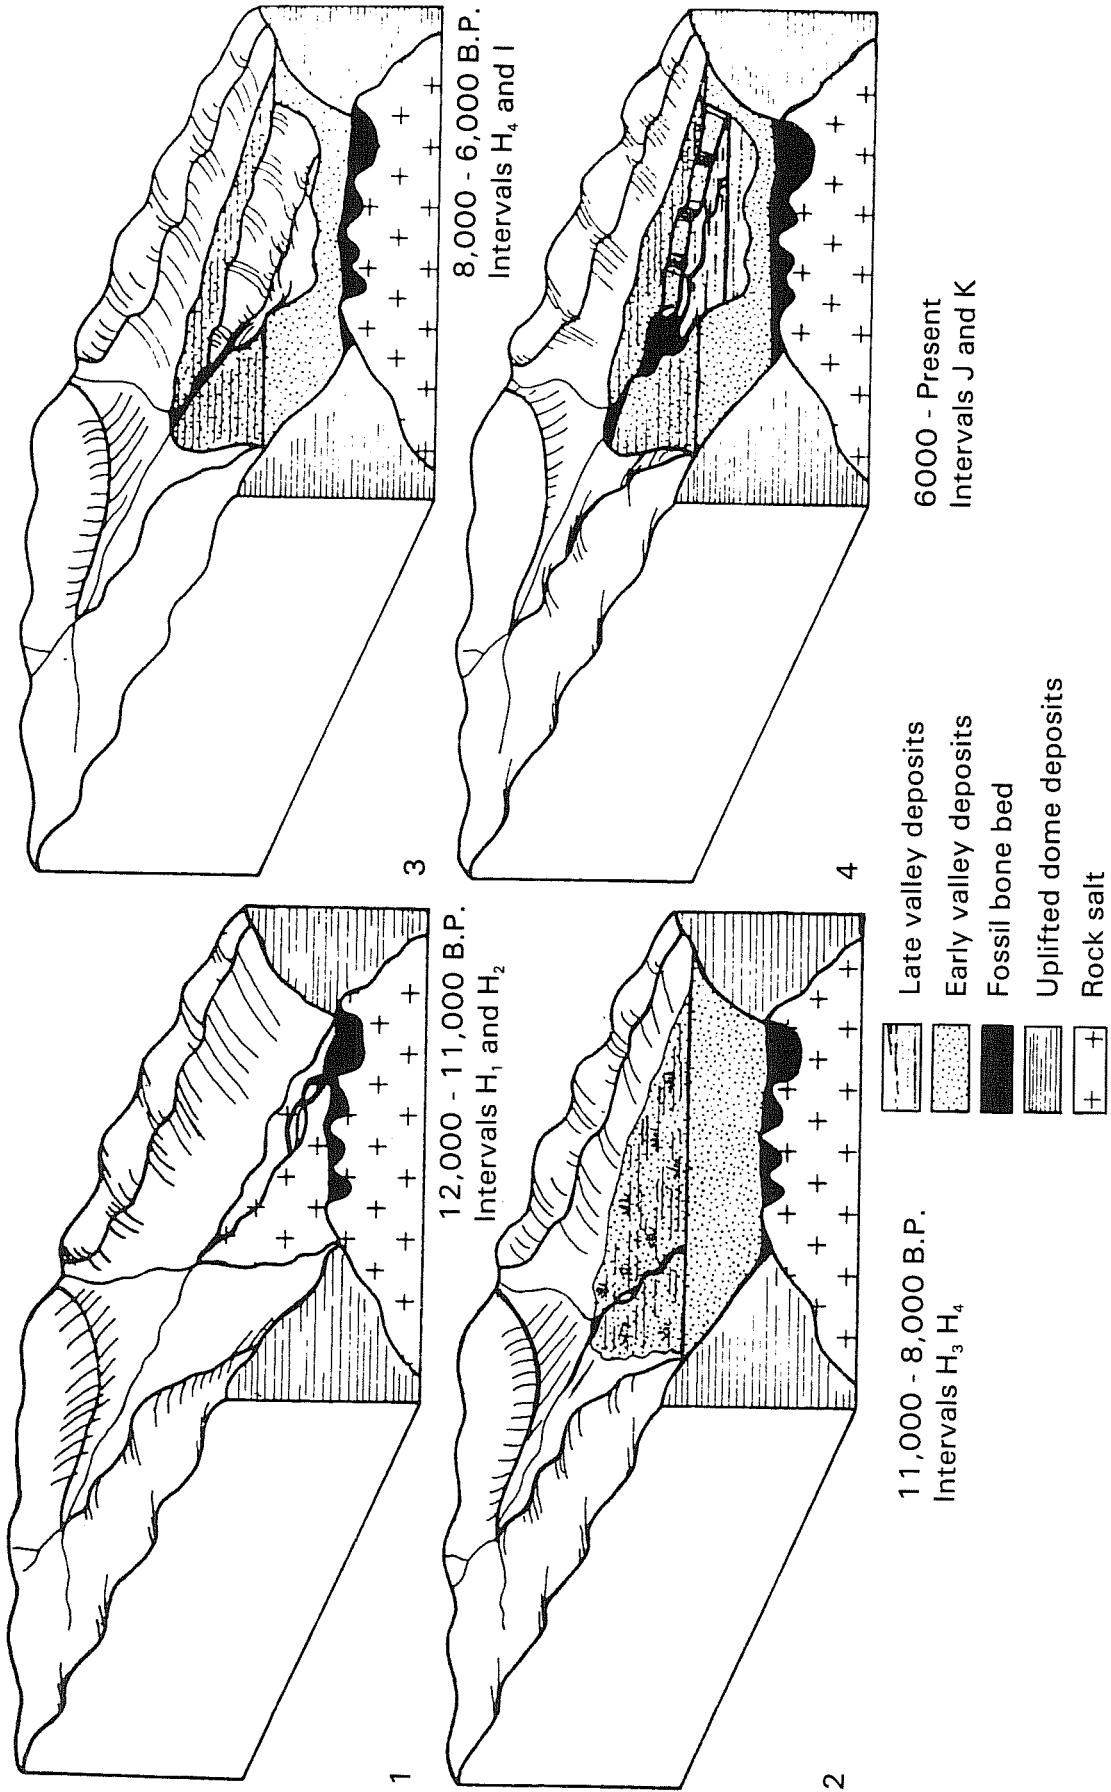 1
12,000 - 11,000 B.P.
Intervals H₁ and H₂
2
11,000 - 8,000 B.P.
Intervals H₃ H₄
3
8,000 - 6,000 B.P.
Intervals H₄ and I
4
6000 - Present
Intervals J and K
Late valley deposits
Early valley deposits
Fossil bone bed
Uplifted dome deposits
Rock salt